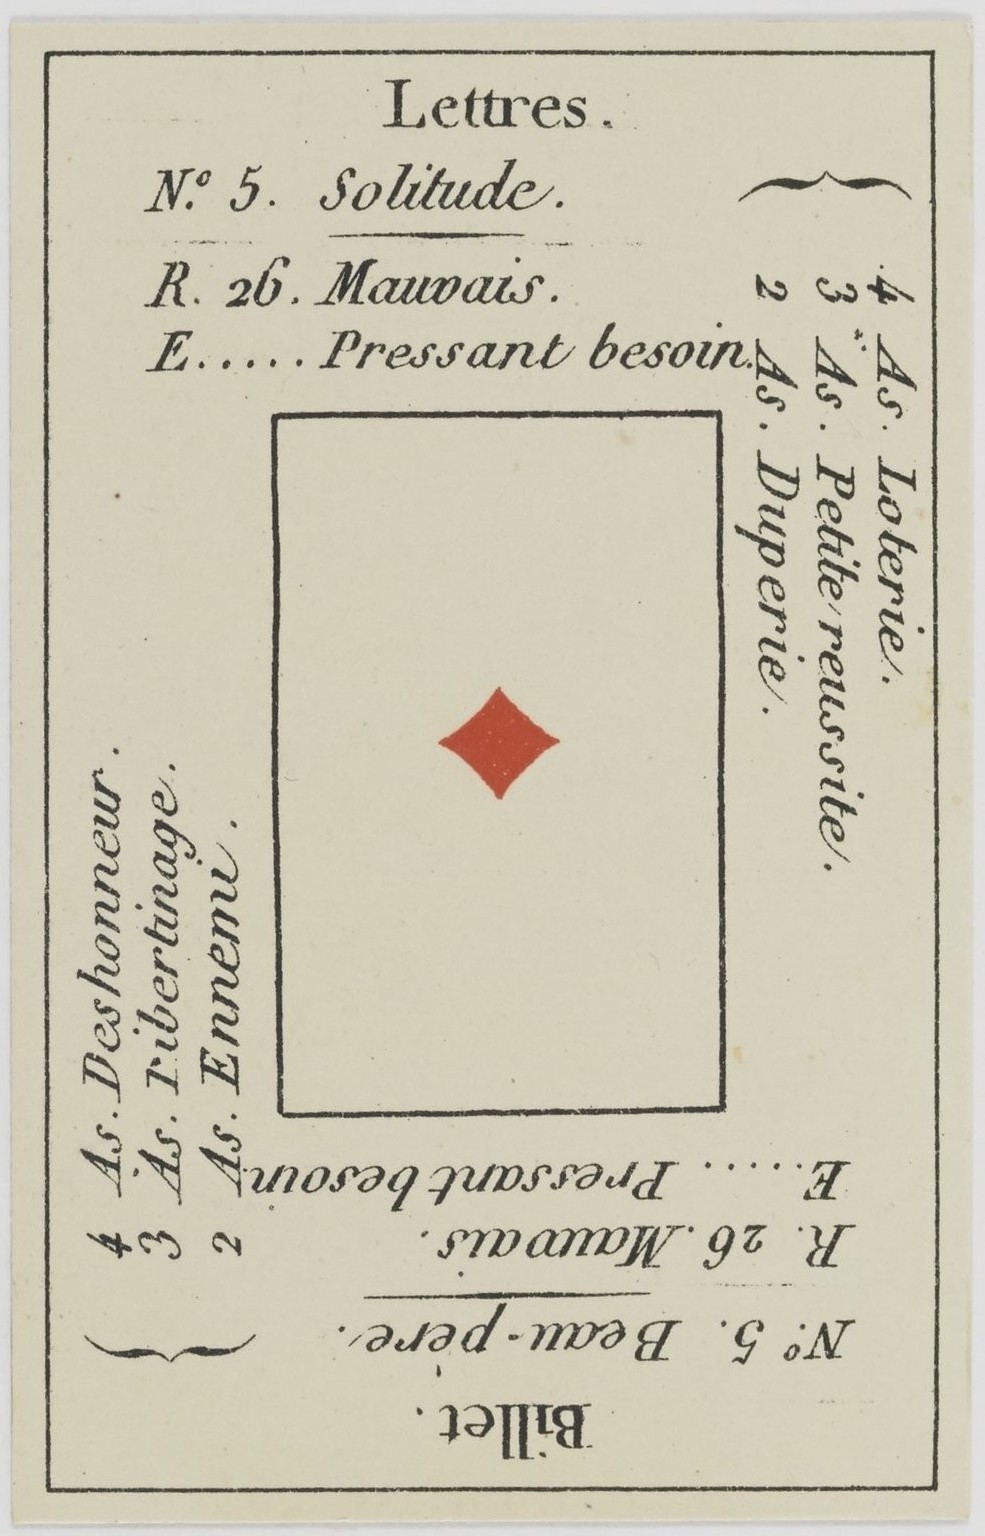 Lettres.
N.º 5. Solitude.
R. 26. Mauvais.
E..... Pressant besoin.
4 As. Loterie.
3 As. Petite reussite.
2 As. Duperie.
Billet.
N.º 5. Beau-pere.
R. 26. Mauvais.
E..... Pressant besoin
4 As. Deshonneur.
3 As. Libertinage.
2 As. Ennemi.